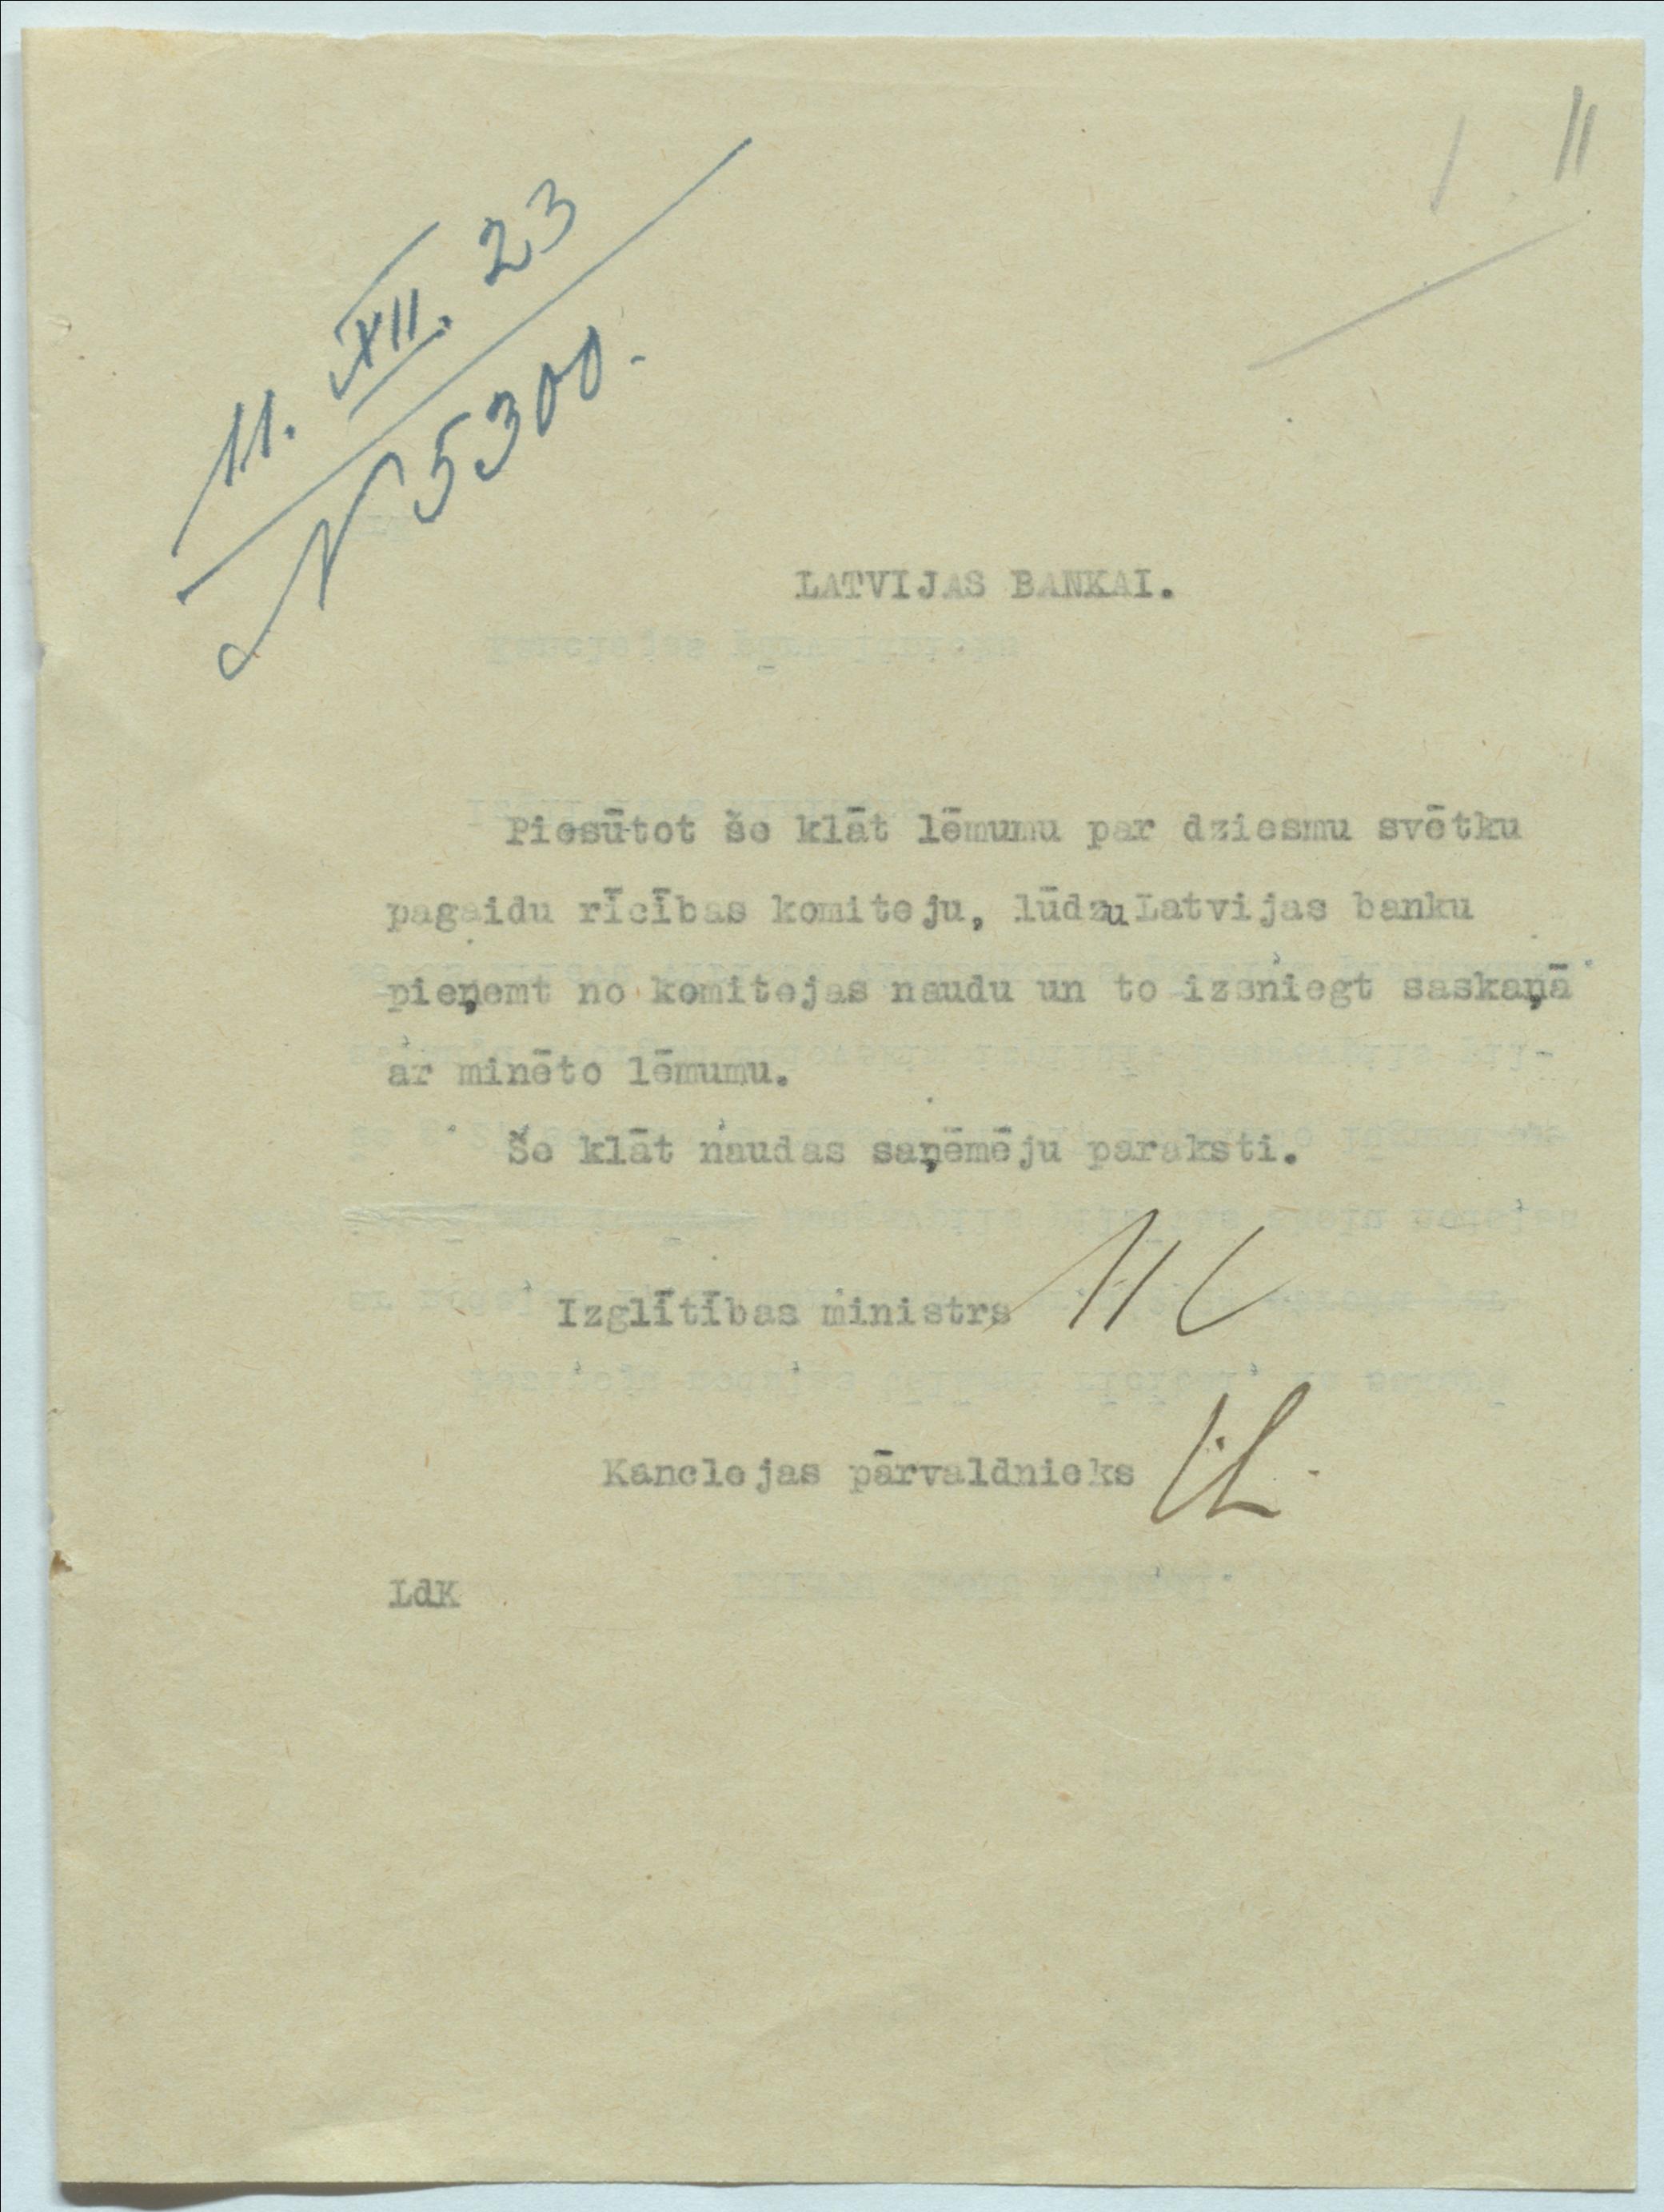 11. XII. 23
N 5300.
11
LATVIJAS BANKAI.
Piesūtot še klāt lēmumu par dziesmu svētku
pagaidu rīcības komiteju, lūdzu Latvijas banku
pieņemt no komitejas naudu un to izsniegt saskaņā
ar minēto lēmumu.
Še klāt naudas saņēmēju paraksti.
Izglītības ministrs
Kanclejas pārvaldnieks
LdK